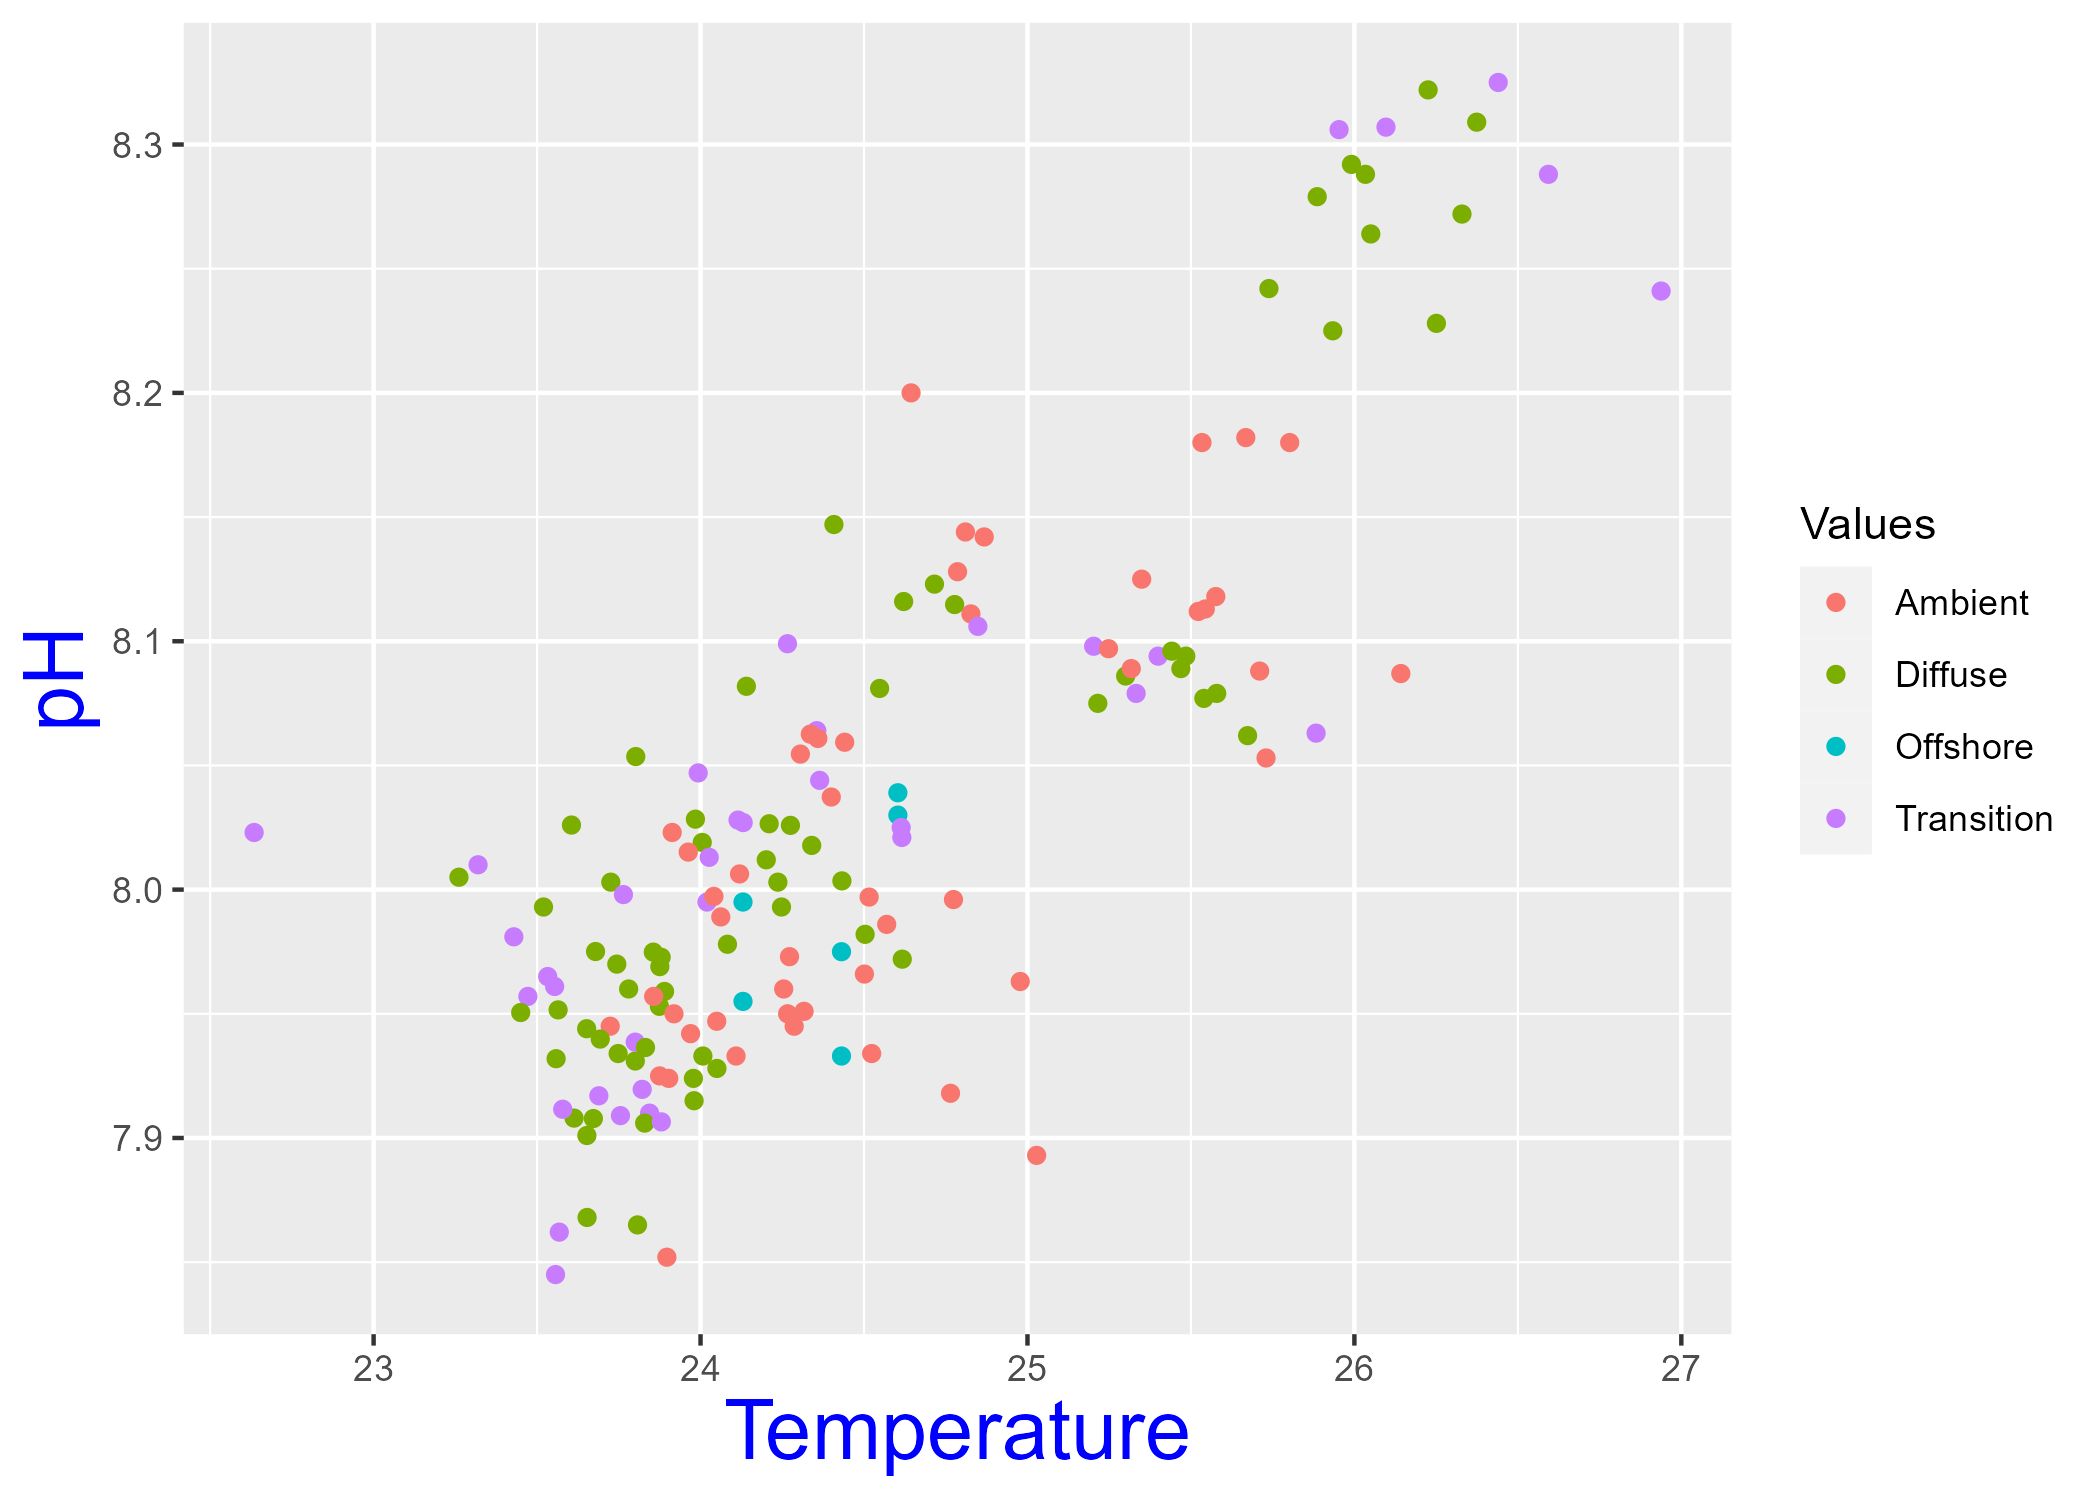 8.3
8.2
8.1
8.0
7.9
pH
23 24 25 26 27
Temperature
Values
Ambient
Diffuse
Offshore
Transition